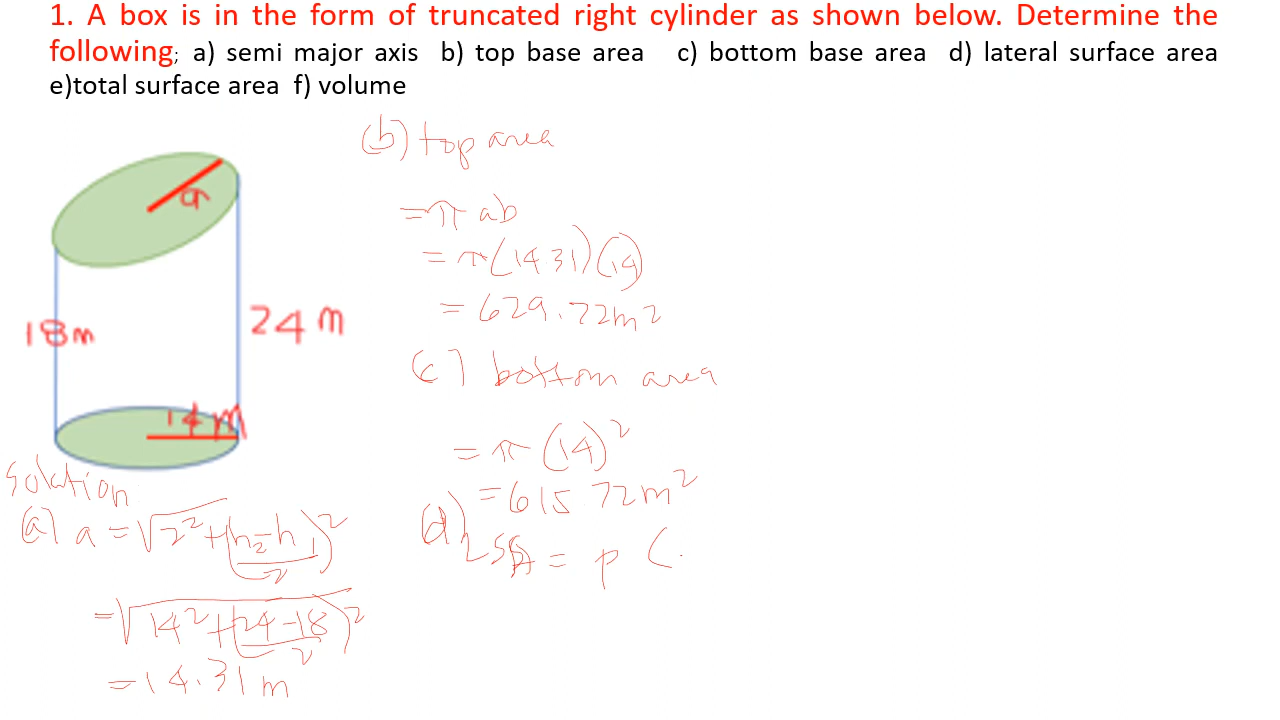 1. A box is in the form of truncated right cylinder as shown below. Determine the
following; a) semi major axis b) top base area c) bottom base area d) lateral surface area
e)total surface area f) volume
a
18m
24 m
14m
Solution
(a) a = √r² + (h₂-h₁/2)²
= √14² + (24-18/2)²
= 14.31 m
(b) top area
= π ab
= π (14 31) (14)
= 629.72m²
(c) bottom area
= π (14)²
= 615 72m²
(d) LSA = p (.